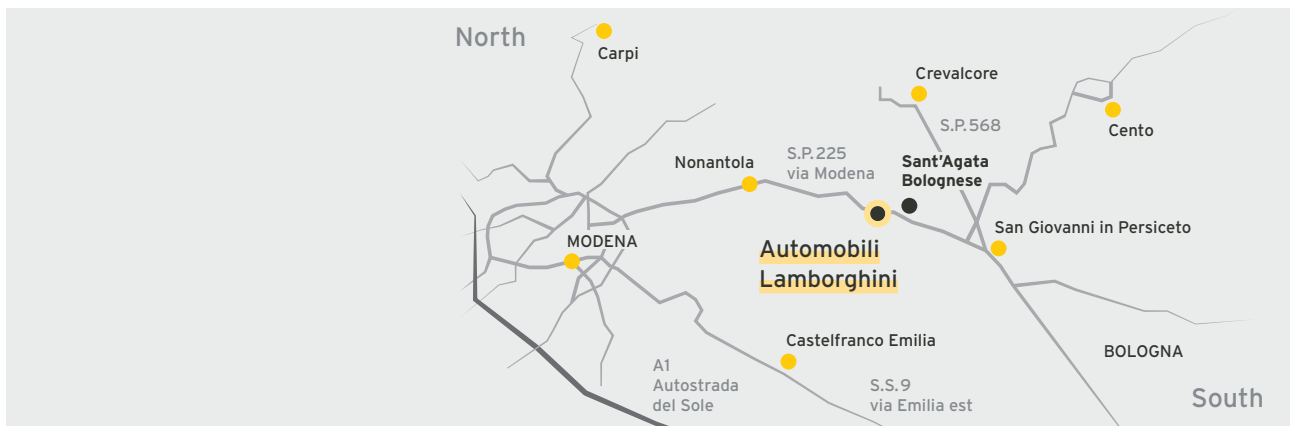 North
Carpi
Crevalcore
S.P.568
Cento
Nonantola
S.P.225
via Modena
Sant'Agata
Bolognese
San Giovanni in Persiceto
MODENA
Automobili
Lamborghini
Castelfranco Emilia
BOLOGNA
A1
Autostrada
del Sole
S.S.9
via Emilia est
South